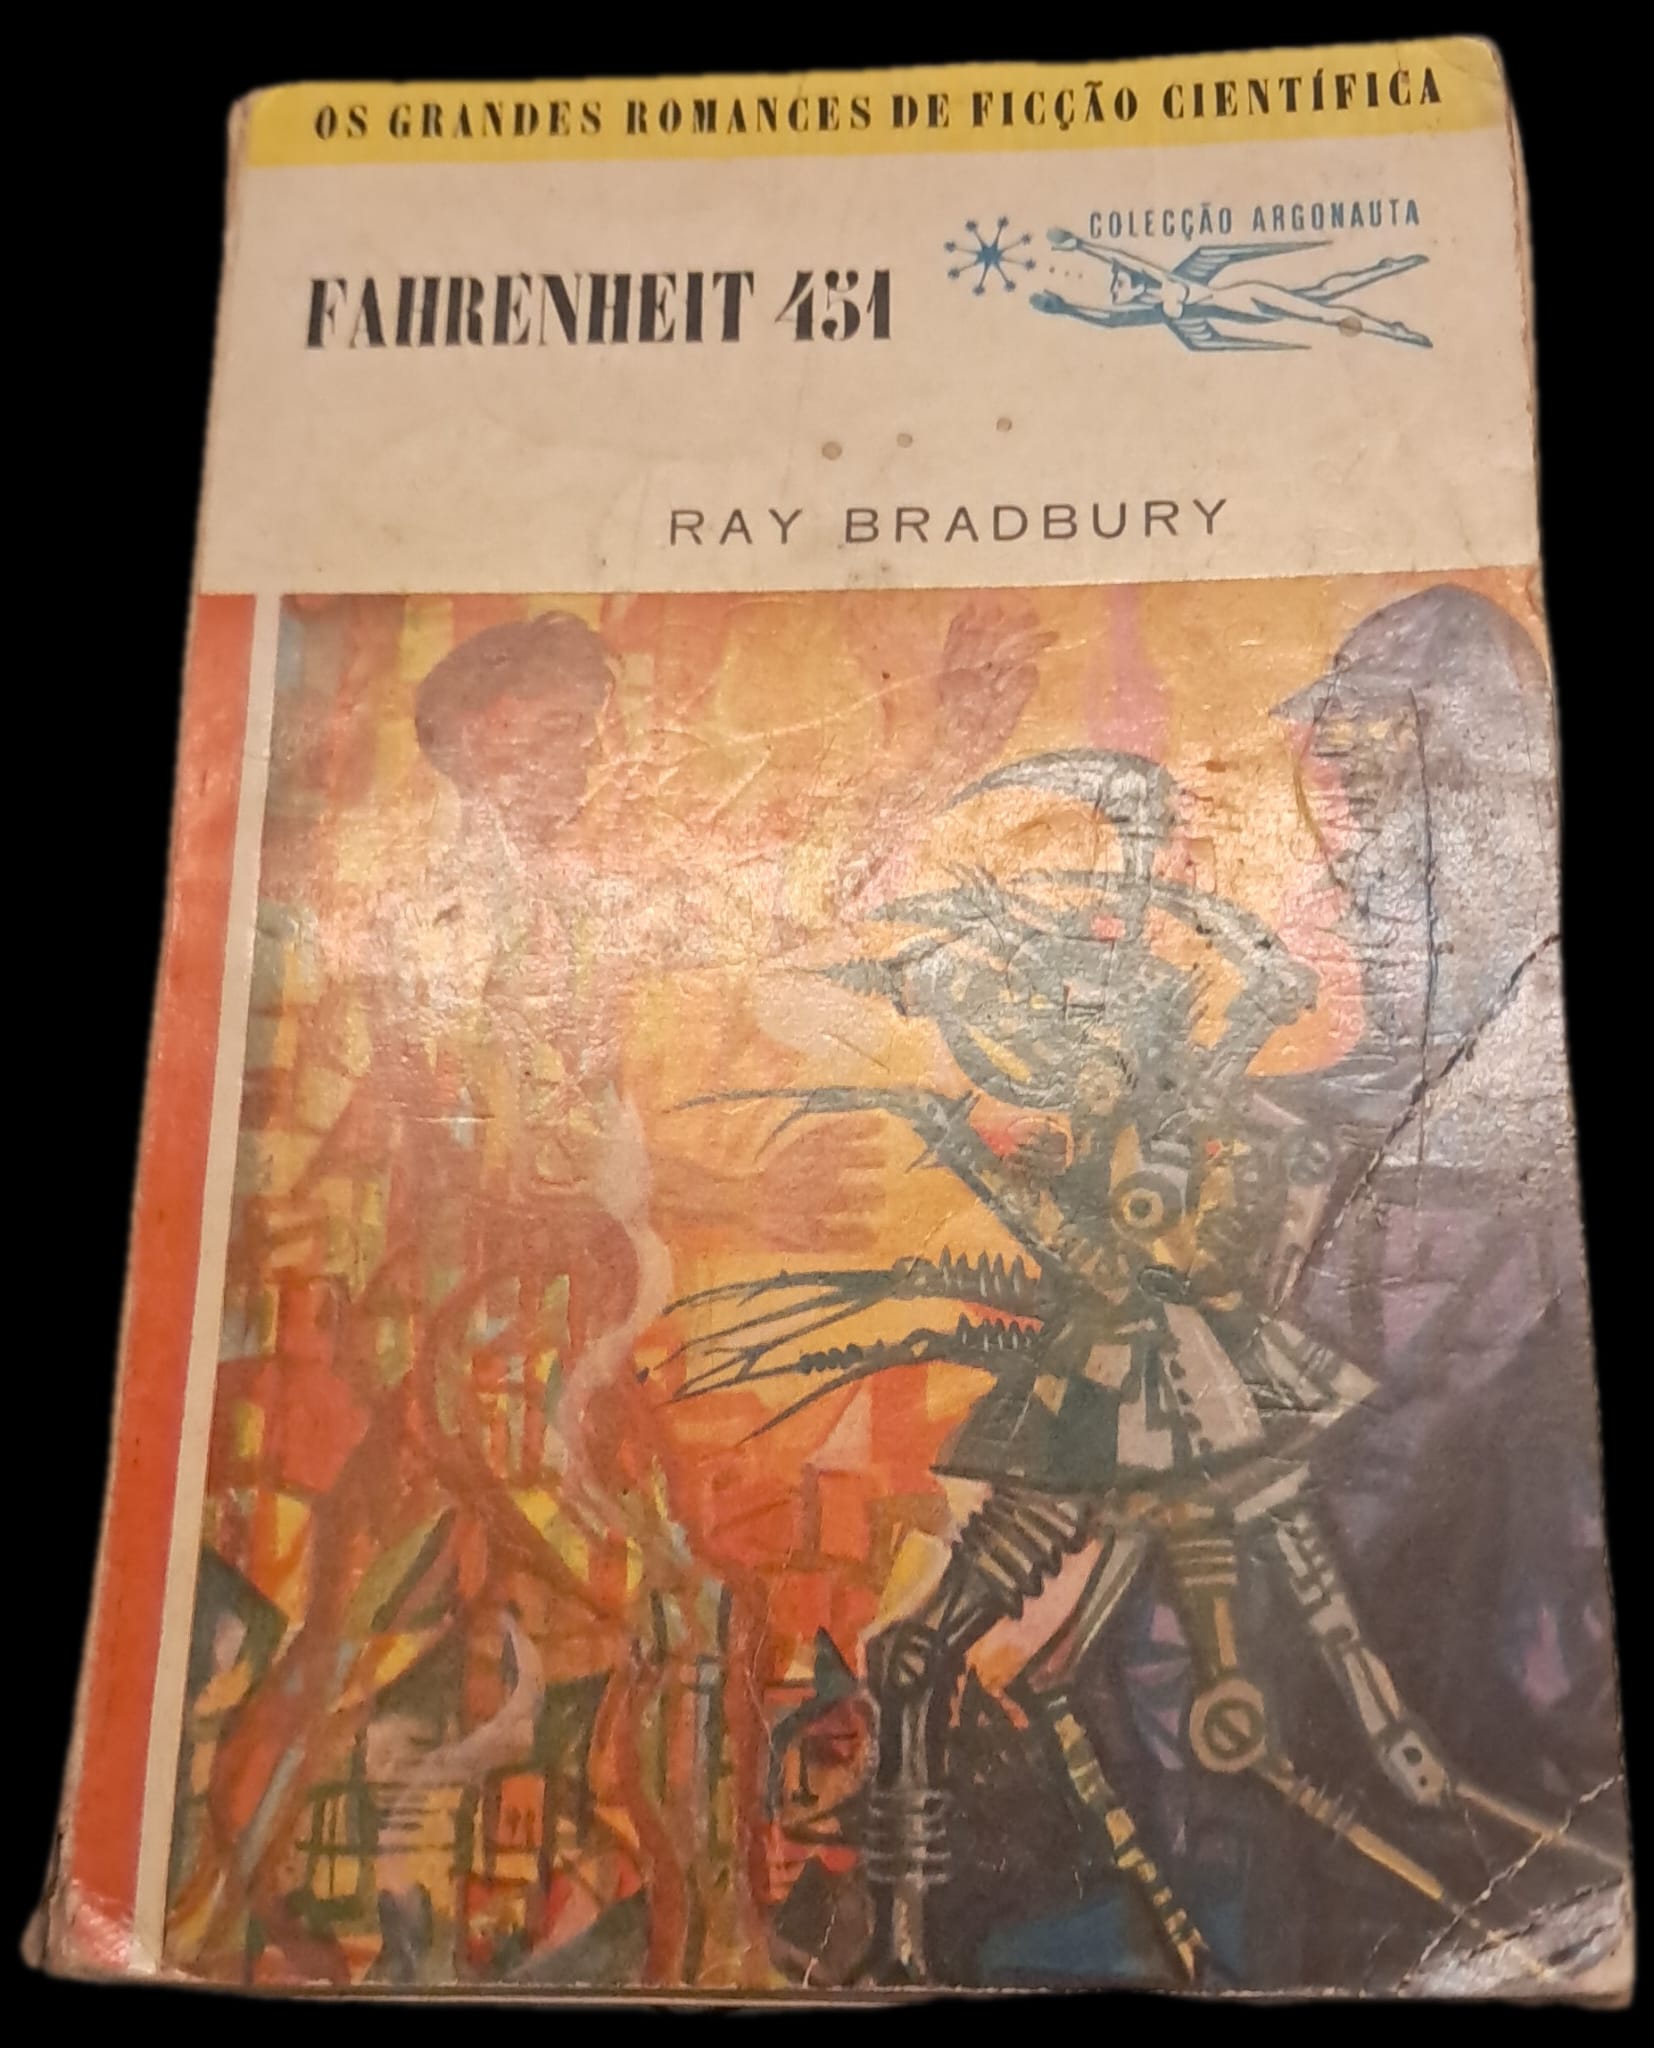 OS GRANDES ROMANCES DE FICÇÃO CIENTÍFICA
COLECÇÃO ARGONAUTA
FAHRENHEIT 451
RAY BRADBURY